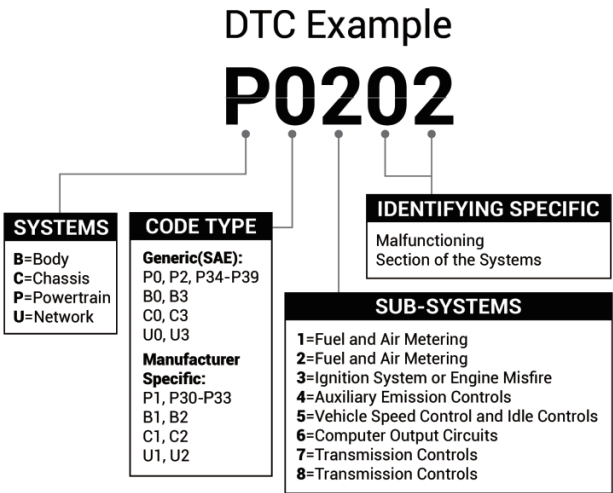 DTC Example
P0202
SYSTEMS
B=Body
C=Chassis
P=Powertrain
U=Network
CODE TYPE
Generic(SAE):
P0, P2, P34-P39
B0, B3
C0, C3
U0, U3
Manufacturer
Specific:
P1, P30-P33
B1, B2
C1, C2
U1, U2
IDENTIFYING SPECIFIC
Malfunctioning
Section of the Systems
SUB-SYSTEMS
1=Fuel and Air Metering
2=Fuel and Air Metering
3=Ignition System or Engine Misfire
4=Auxiliary Emission Controls
5=Vehicle Speed Control and Idle Controls
6=Computer Output Circuits
7=Transmission Controls
8=Transmission Controls